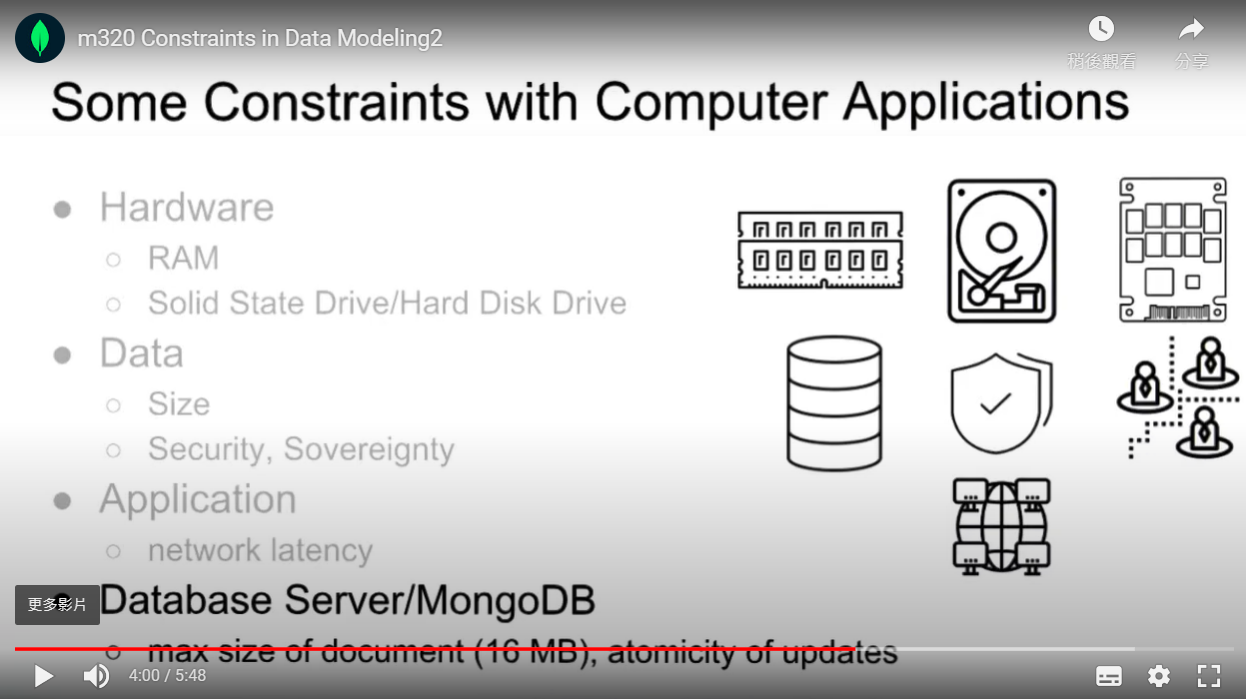 m320 Constraints in Data Modeling2
稍後觀看
分享
Some Constraints with Computer Applications
Hardware
RAM
Solid State Drive/Hard Disk Drive
Data
Size
Security, Sovereignty
Application
network latency
Database Server/MongoDB
更多影片
max size of document (16 MB), atomicity of updates
4:00 / 5:48